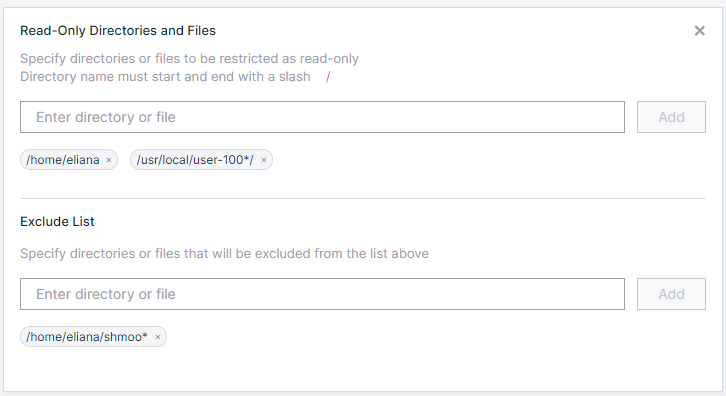 Read-Only Directories and Files
Specify directories or files to be restricted as read-only
Directory name must start and end with a slash /
Enter directory or file
Add
/home/eliana ×
/usr/local/user-100*/ ×
Exclude List
Specify directories or files that will be excluded from the list above
Enter directory or file
Add
/home/eliana/shmoo* ×